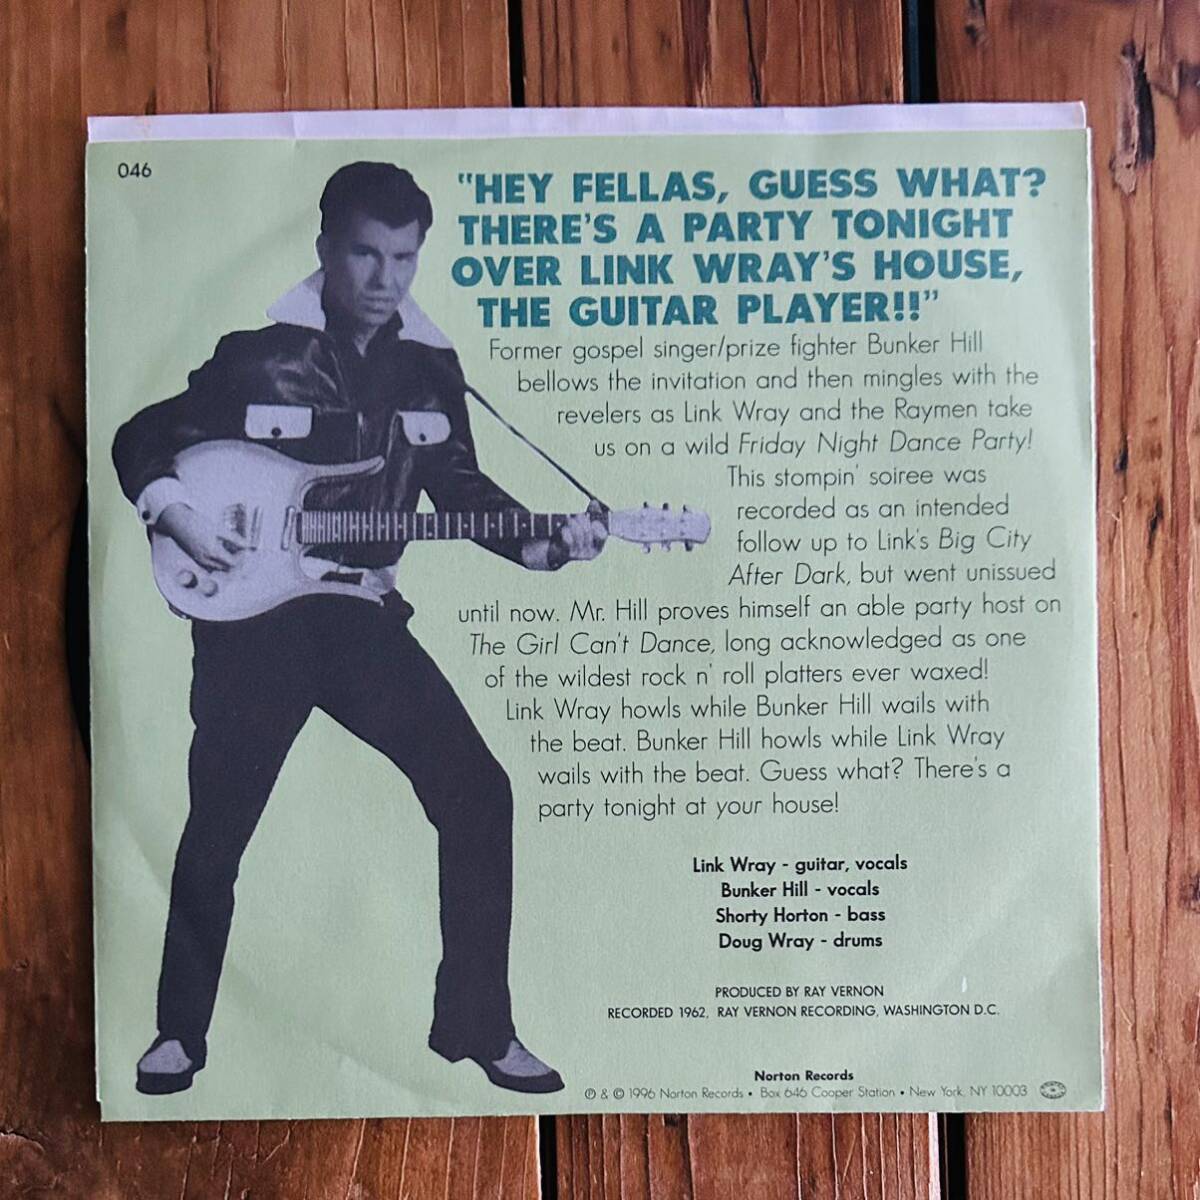 046
"HEY FELLAS, GUESS WHAT?
THERE'S A PARTY TONIGHT
OVER LINK WRAY'S HOUSE,
THE GUITAR PLAYER!!"
Former gospel singer/prize fighter Bunker Hill
bellows the invitation and then mingles with the
revelers as Link Wray and the Raymen take
us on a wild Friday Night Dance Party!
This stompin' soiree was
recorded as an intended
follow up to Link's Big City
After Dark, but went unissued
until now. Mr. Hill proves himself an able party host on
The Girl Can't Dance, long acknowledged as one
of the wildest rock n' roll platters ever waxed!
Link Wray howls while Bunker Hill wails with
the beat. Bunker Hill howls while Link Wray
wails with the beat. Guess what? There's a
party tonight at your house!
Link Wray - guitar, vocals
Bunker Hill - vocals
Shorty Horton - bass
Doug Wray - drums
PRODUCED BY RAY VERNON
RECORDED 1962, RAY VERNON RECORDING, WASHINGTON D.C.
Norton Records
℗ & © 1996 Norton Records • Box 646 Cooper Station • New York, NY 10003